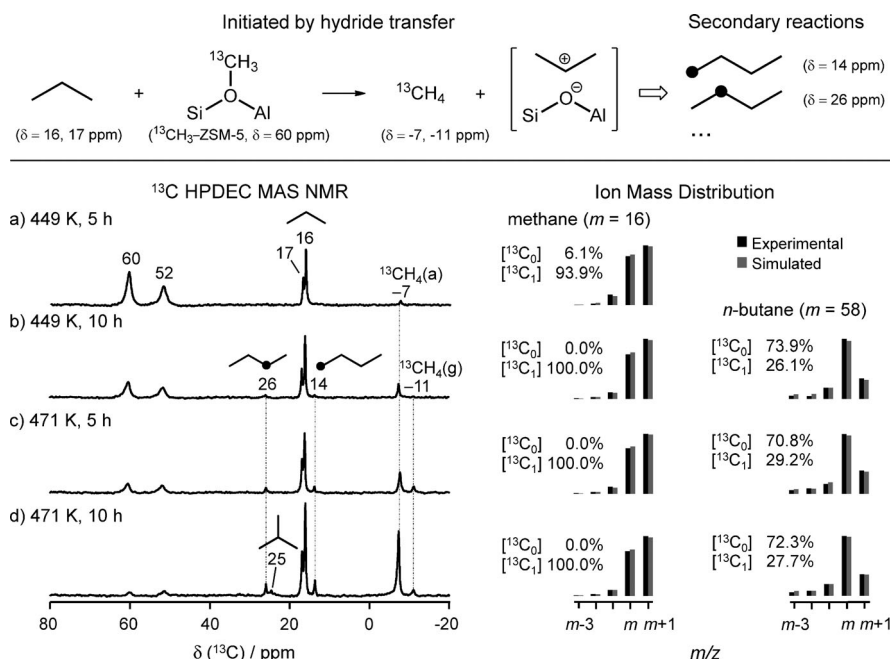 Initiated by hydride transfer
Secondary reactions
¹³CH₃
+
O
Si Al
(δ = 16, 17 ppm)
(¹³CH₃–ZSM-5, δ = 60 ppm)
¹³CH₄
(δ = -7, -11 ppm)
+
⊕
⊖
O
Si Al
(δ = 14 ppm)
(δ = 26 ppm)
...
¹³C HPDEC MAS NMR
a) 449 K, 5 h
60
52
17
16
¹³CH₄(a)
–7
b) 449 K, 10 h
26
14
¹³CH₄(g)
–11
c) 471 K, 5 h
d) 471 K, 10 h
25
80 60 40 20 0 -20
δ (¹³C) / ppm
Ion Mass Distribution
methane (m = 16)
Experimental
Simulated
[¹³C₀] 6.1%
[¹³C₁] 93.9%
n-butane (m = 58)
[¹³C₀] 0.0%
[¹³C₁] 100.0%
[¹³C₀] 73.9%
[¹³C₁] 26.1%
[¹³C₀] 0.0%
[¹³C₁] 100.0%
[¹³C₀] 70.8%
[¹³C₁] 29.2%
[¹³C₀] 0.0%
[¹³C₁] 100.0%
[¹³C₀] 72.3%
[¹³C₁] 27.7%
m-3 m m+1
m-3 m m+1
m/z